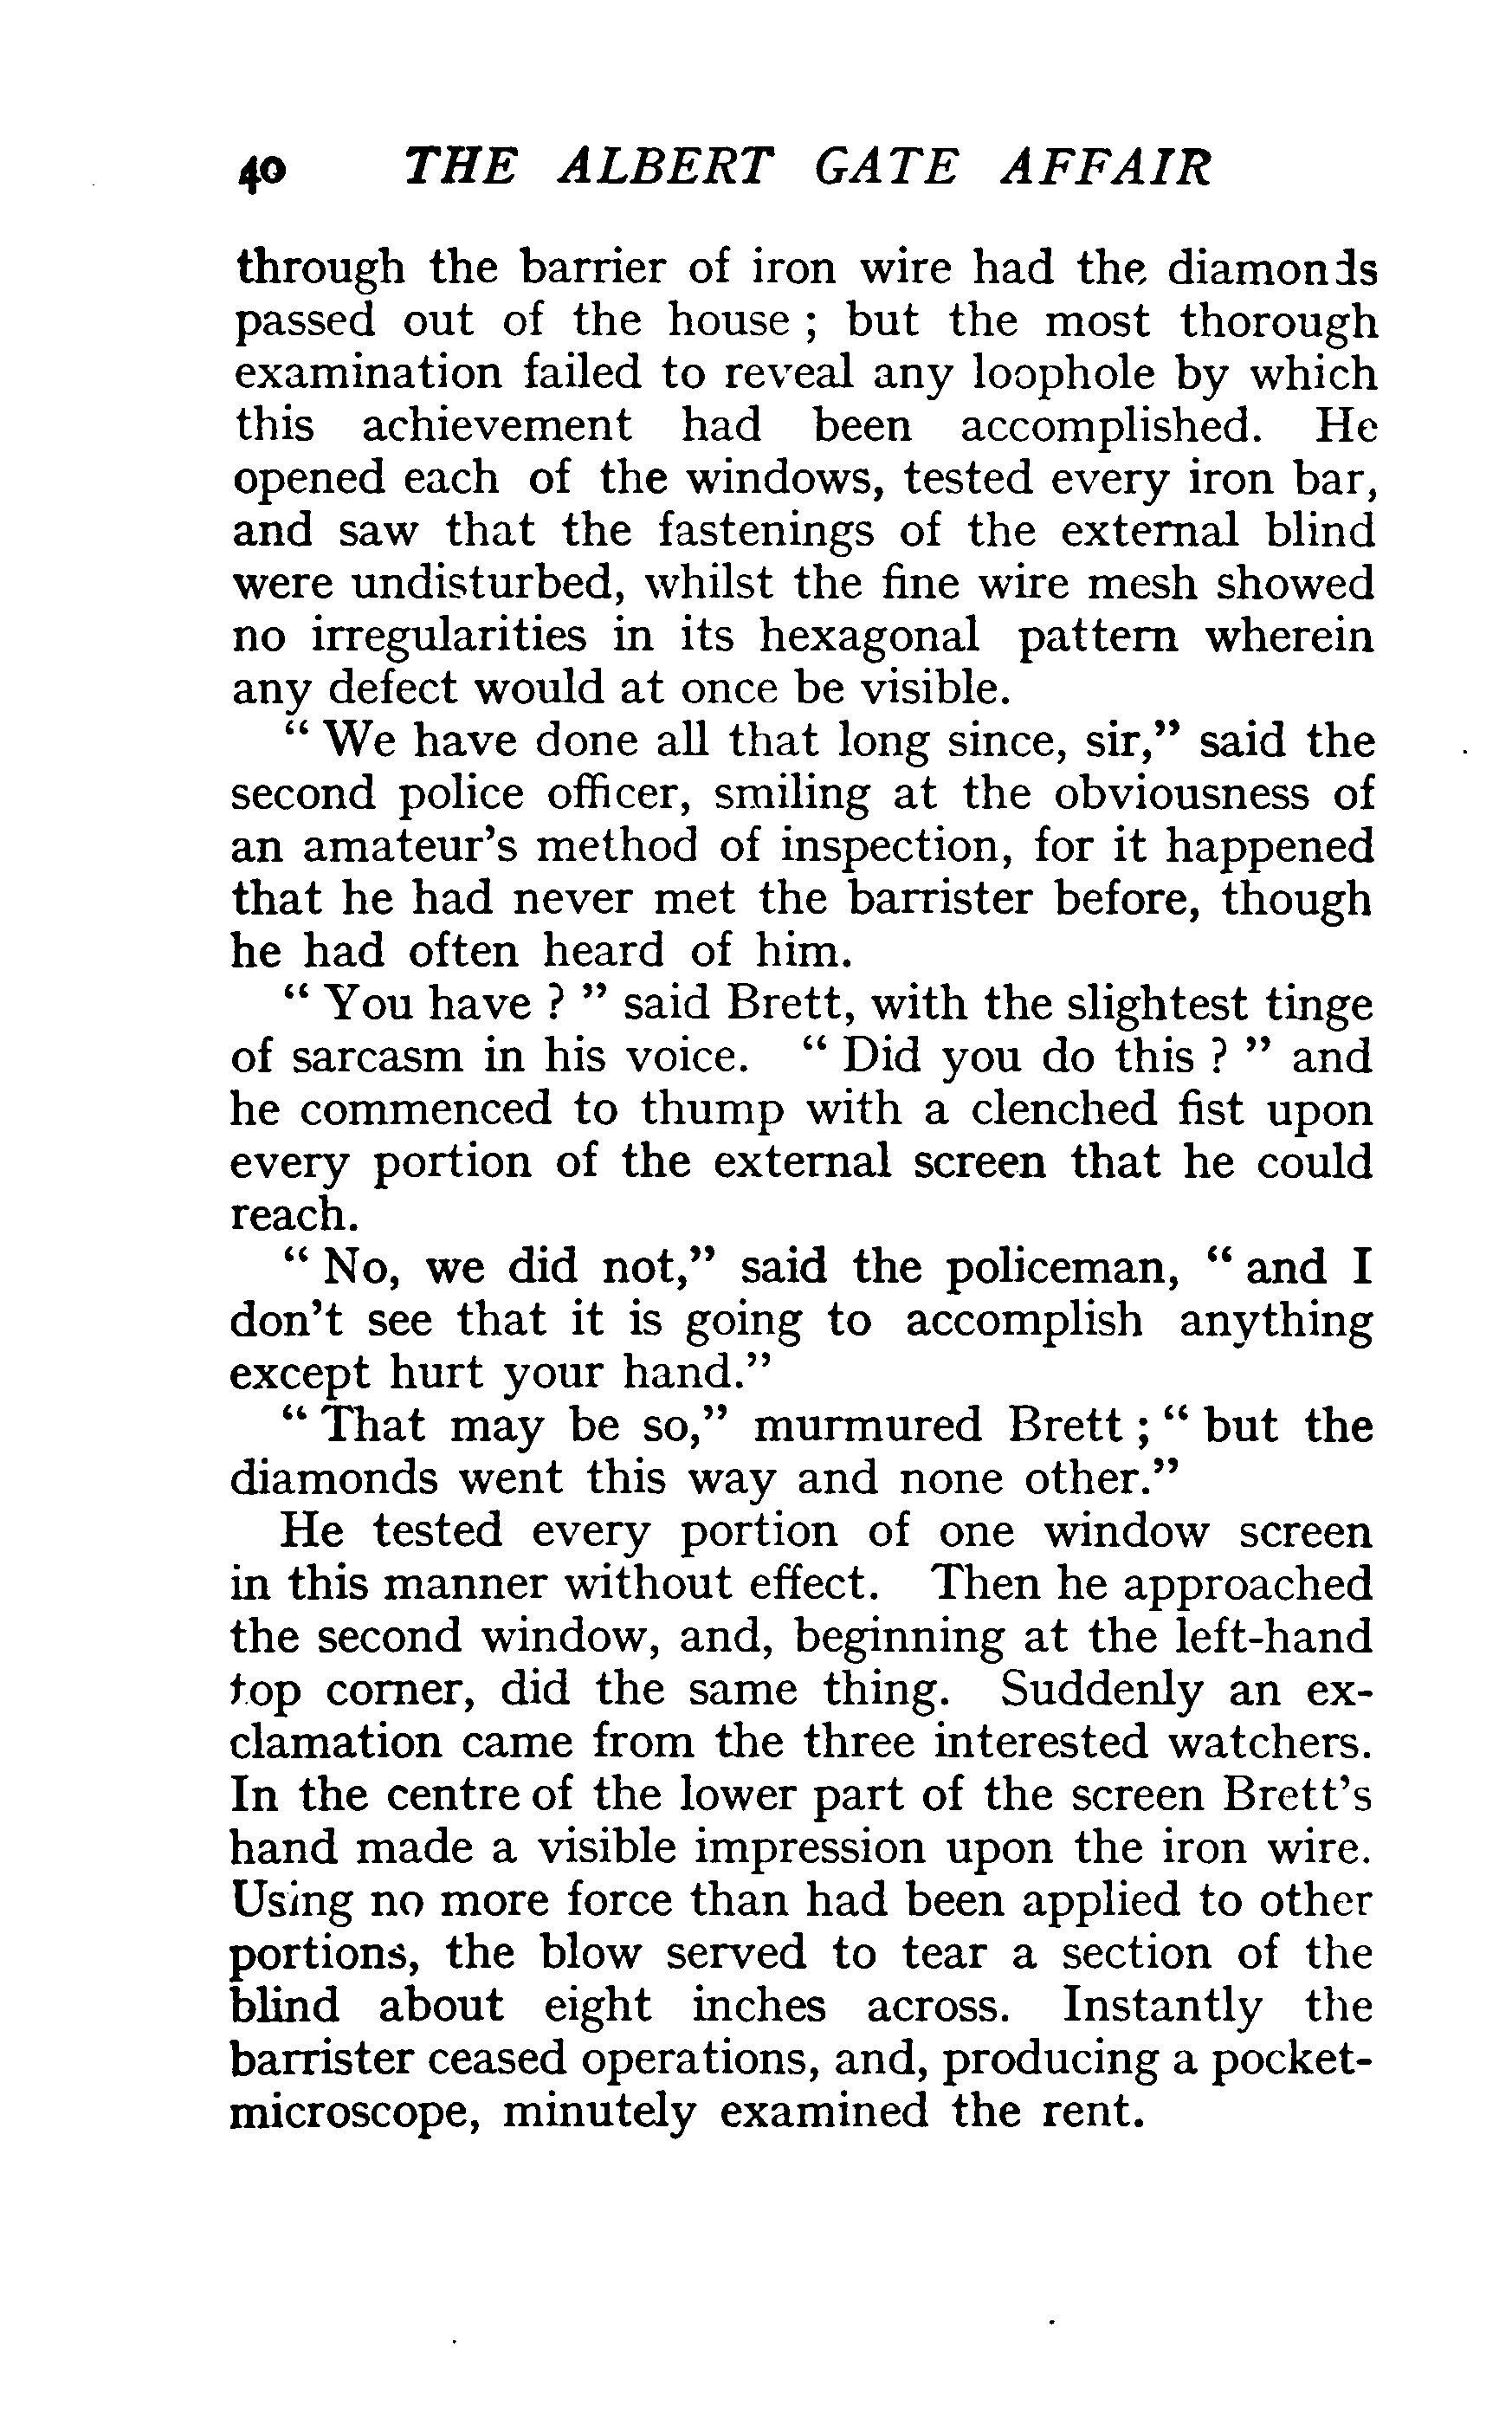 40 THE ALBERT GATE AFFAIR
through the barrier of iron wire had the diamonds
passed out of the house ; but the most thorough
examination failed to reveal any loophole by which
this achievement had been accomplished. He
opened each of the windows, tested every iron bar,
and saw that the fastenings of the external blind
were undisturbed, whilst the fine wire mesh showed
no irregularities in its hexagonal pattern wherein
any defect would at once be visible.
“ We have done all that long since, sir,” said the
second police officer, smiling at the obviousness of
an amateur’s method of inspection, for it happened
that he had never met the barrister before, though
he had often heard of him.
“ You have ? ” said Brett, with the slightest tinge
of sarcasm in his voice. “ Did you do this ? ” and
he commenced to thump with a clenched fist upon
every portion of the external screen that he could
reach.
“ No, we did not,” said the policeman, “ and I
don’t see that it is going to accomplish anything
except hurt your hand.”
“ That may be so,” murmured Brett ; “ but the
diamonds went this way and none other.”
He tested every portion of one window screen
in this manner without effect. Then he approached
the second window, and, beginning at the left-hand
top corner, did the same thing. Suddenly an ex-
clamation came from the three interested watchers.
In the centre of the lower part of the screen Brett’s
hand made a visible impression upon the iron wire.
Using no more force than had been applied to other
portions, the blow served to tear a section of the
blind about eight inches across. Instantly the
barrister ceased operations, and, producing a pocket-
microscope, minutely examined the rent.